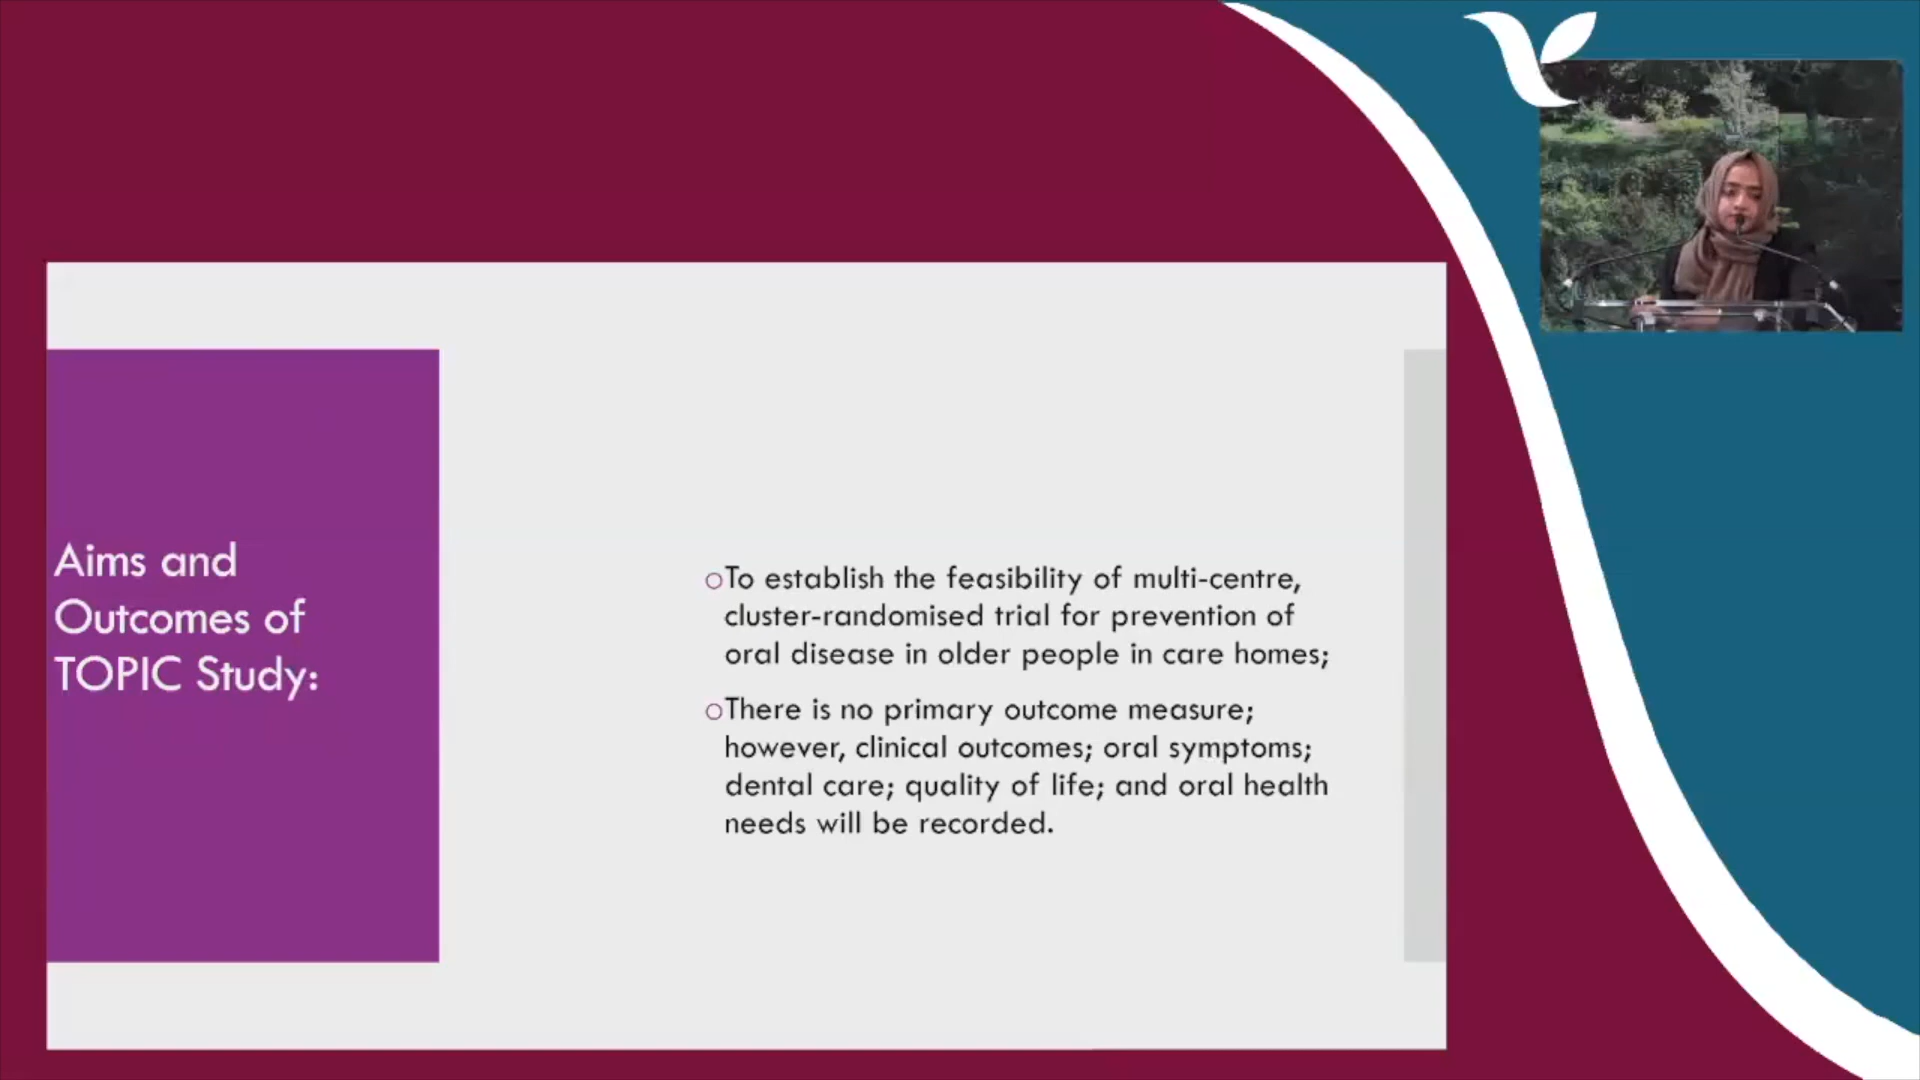 Aims and
Outcomes of
TOPIC Study:
○To establish the feasibility of multi-centre,
cluster-randomised trial for prevention of
oral disease in older people in care homes;
○There is no primary outcome measure;
however, clinical outcomes; oral symptoms;
dental care; quality of life; and oral health
needs will be recorded.